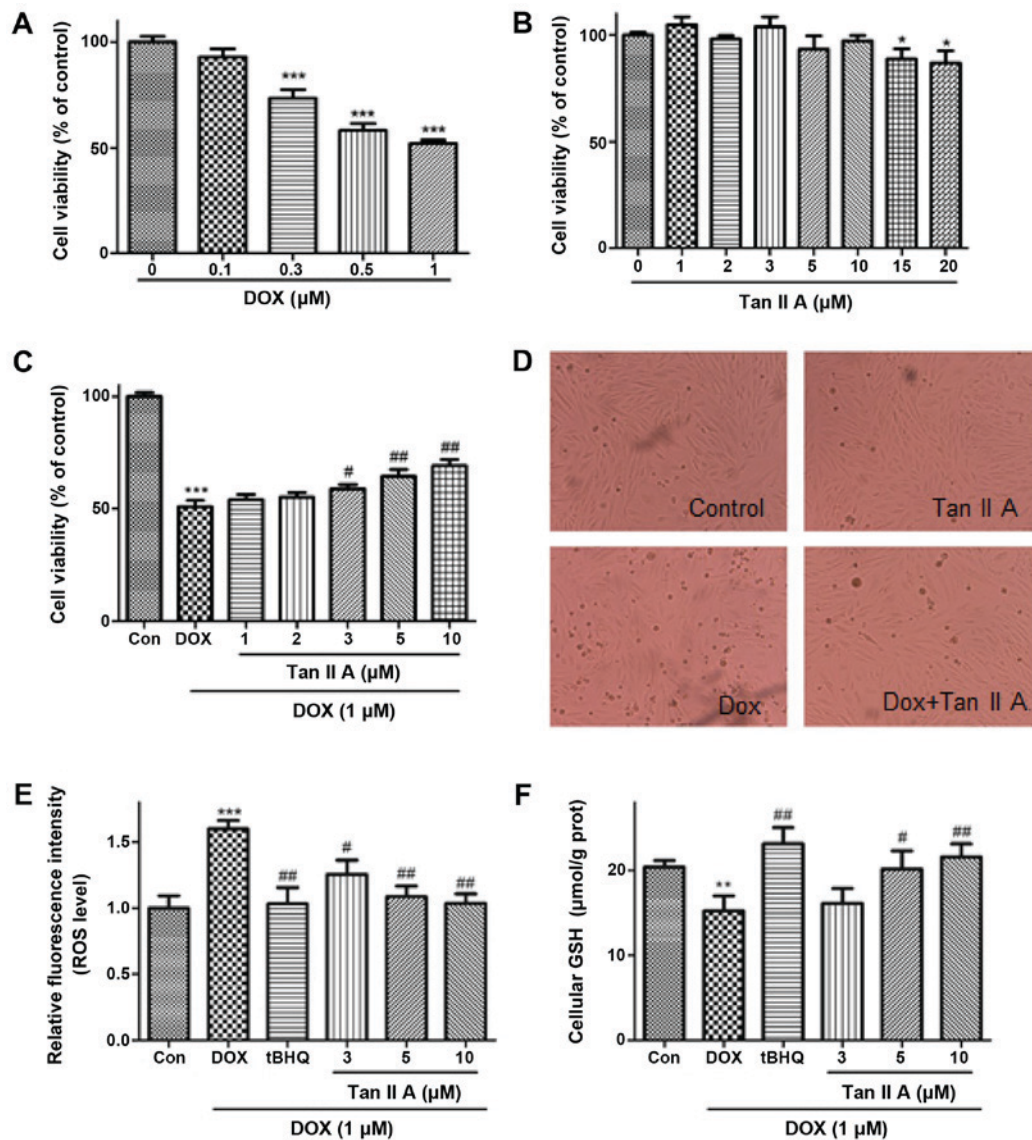 A
Cell viability (% of control)
100
50
0
***
***
***
0 0.1 0.3 0.5 1
DOX (µM)
B
Cell viability (% of control)
100
50
0
* *
0 1 2 3 5 10 15 20
Tan II A (µM)
C
Cell viability (% of control)
100
50
0
***
# ## ##
Con DOX 1 2 3 5 10
Tan II A (µM)
DOX (1 µM)
D
Control
Tan II A
Dox
Dox+Tan II A
E
Relative fluorescence intensity
(ROS level)
1.5
1.0
0.5
0.0
***
## # ## ##
Con DOX tBHQ 3 5 10
Tan II A (µM)
DOX (1 µM)
F
Cellular GSH (µmol/g prot)
20
10
0
** ## # ##
Con DOX tBHQ 3 5 10
Tan II A (µM)
DOX (1 µM)